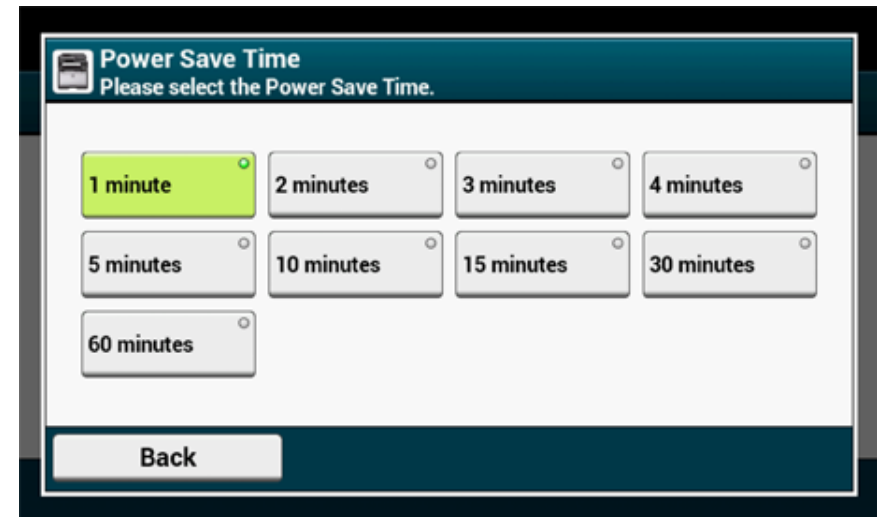 Power Save Time
Please select the Power Save Time.
1 minute
2 minutes
3 minutes
4 minutes
5 minutes
10 minutes
15 minutes
30 minutes
60 minutes
Back